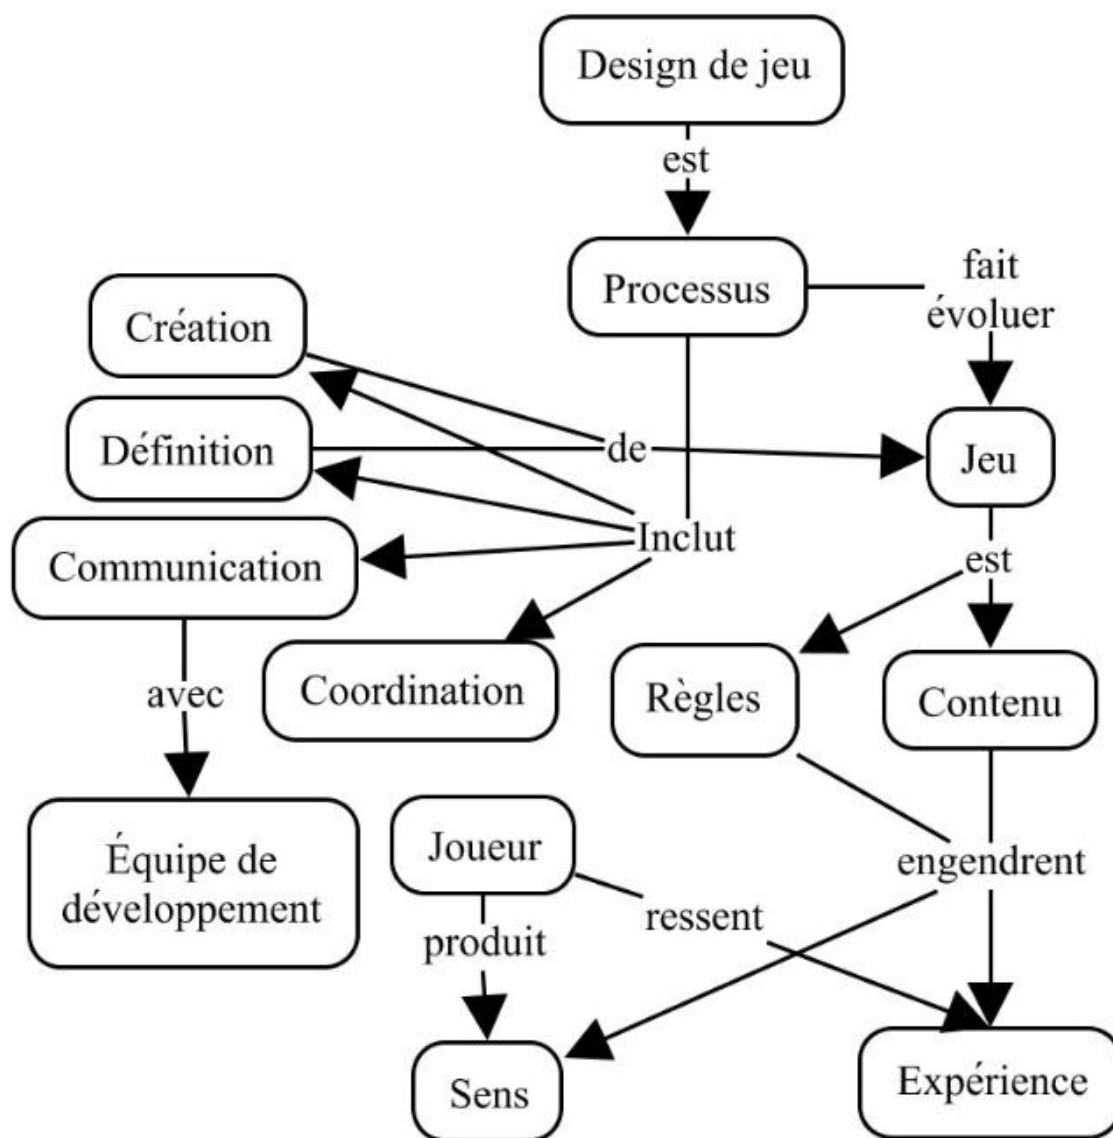 Design de jeu
est
Processus
fait
évoluer
Création
Définition
de
Jeu
Inclut
Communication
est
Coordination
Règles
Contenu
avec
Équipe de
développement
Joueur
engendrent
ressent
produit
Sens
Expérience